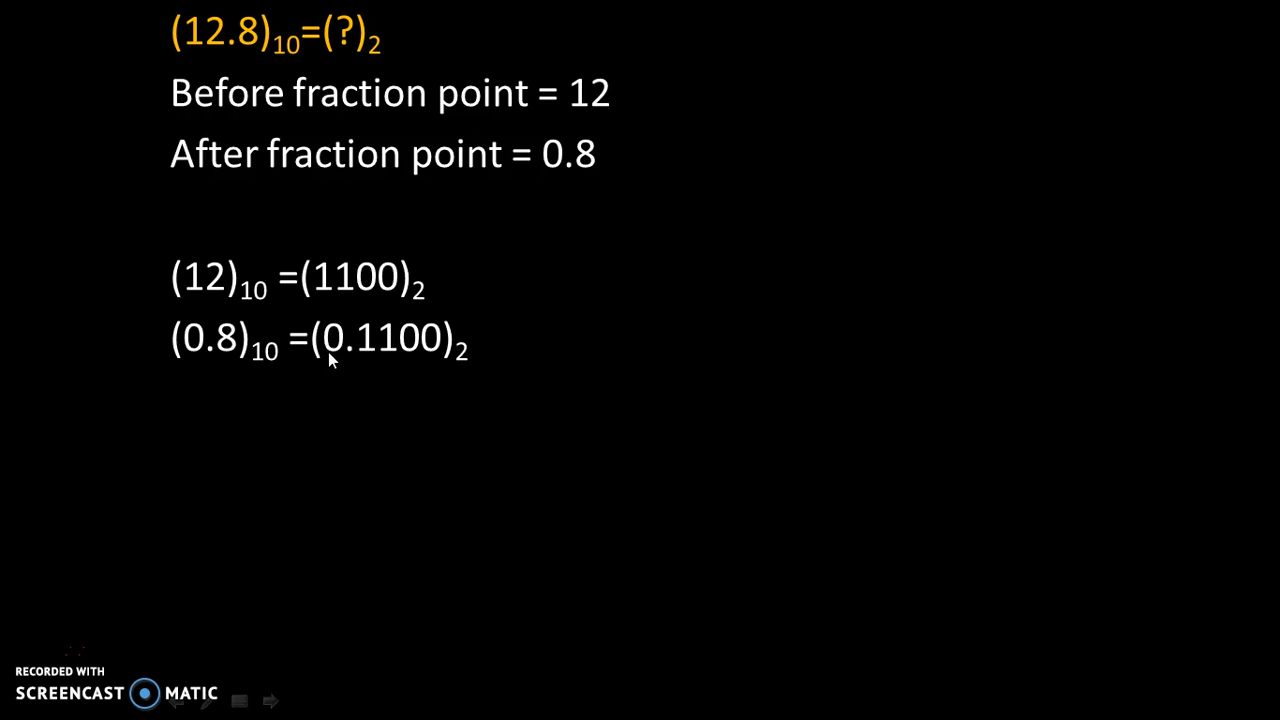 (12.8)₁₀=(?)₂
Before fraction point = 12
After fraction point = 0.8
(12)₁₀ =(1100)₂
(0.8)₁₀ =(0.1100)₂
RECORDED WITH
SCREENCAST MATIC